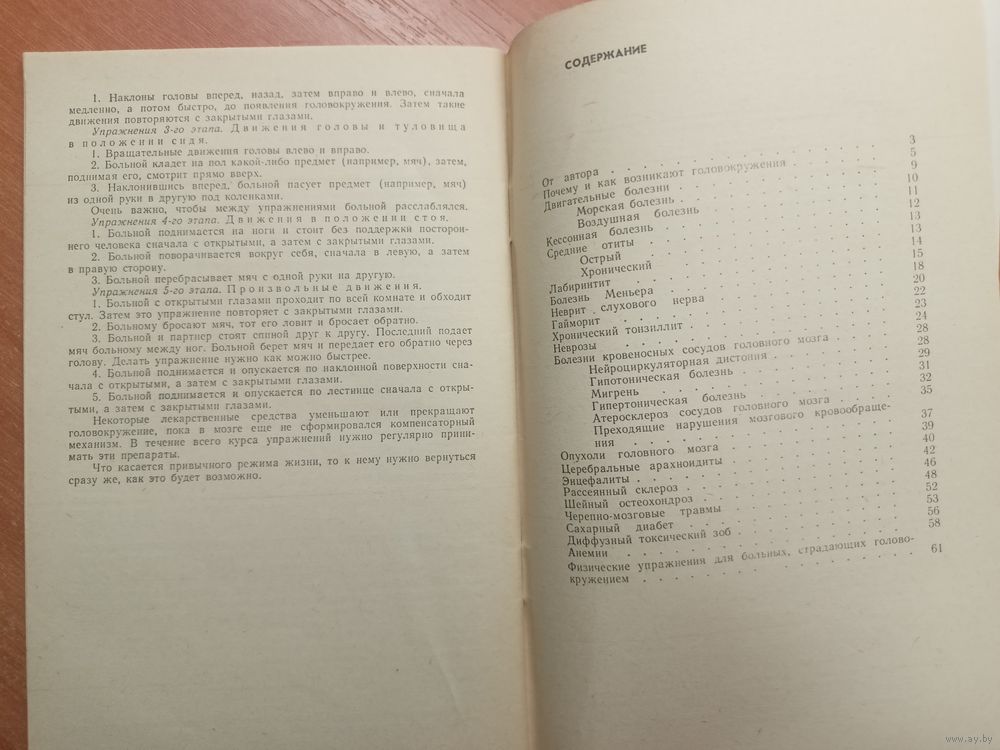 1. Наклоны головы вперед, назад, затем вправо и влево, сначала
медленно, а потом быстро, до появления головокружения. Затем такие
движения повторяются с закрытыми глазами.
Упражнения 3-го этапа. Движения головы и туловища
в положении сидя.
1. Вращательные движения головы влево и вправо.
2. Больной кладет на пол какой-либо предмет (например, мяч), затем,
поднимая его, смотрит прямо вверх.
3. Наклонившись вперед, больной пасует предмет (например, мяч)
из одной руки в другую под коленками.
Очень важно, чтобы между упражнениями больной расслаблялся.
Упражнения 4-го этапа. Движения в положении стоя.
1. Больной поднимается на ноги и стоит без поддержки посторон-
него человека сначала с открытыми, а затем с закрытыми глазами.
2. Больной поворачивается вокруг себя, сначала в левую, а затем
в правую сторону.
3. Больной перебрасывает мяч с одной руки на другую.
Упражнения 5-го этапа. Произвольные движения.
1. Больной с открытыми глазами проходит по всей комнате и обходит
стул. Затем это упражнение повторяет с закрытыми глазами.
2. Больному бросают мяч, тот его ловит и бросает обратно.
3. Больной и партнер стоят спиной друг к другу. Последний подает
мяч больному между ног. Больной берет мяч и передает его обратно через
голову. Делать упражнение нужно как можно быстрее.
4. Больной поднимается и опускается по наклонной поверхности сна-
чала с открытыми, а затем с закрытыми глазами.
5. Больной поднимается и опускается по лестнице сначала с откры-
тыми, а затем с закрытыми глазами.
Некоторые лекарственные средства уменьшают или прекращают
головокружение, пока в мозге еще не сформировался компенсаторный
механизм. В течение всего курса упражнений нужно регулярно прини-
мать эти препараты.
Что касается привычного режима жизни, то к нему нужно вернуться
сразу же, как это будет возможно.
СОДЕРЖАНИЕ
От автора . . . . . . . . . 3
Почему и как возникают головокружения . . . . . 5
Двигательные болезни . . . . . . . . 9
Морская болезнь . . . . . . . . 10
Воздушная болезнь . . . . . . . . 11
Кессонная болезнь . . . . . . . . 12
Средние отиты . . . . . . . . 13
Острый . . . . . . . . 13
Хронический . . . . . . . . 14
Лабиринтит . . . . . . . . 15
Болезнь Меньера . . . . . . . . 18
Неврит слухового нерва . . . . . . . . 20
Гайморит . . . . . . . . 22
Хронический тонзиллит . . . . . . . . 23
Неврозы . . . . . . . . 24
Болезни кровеносных сосудов головного мозга . . . . 28
Нейроциркуляторная дистония . . . . . . 28
Гипотоническая болезнь . . . . . . 29
Мигрень . . . . . . . . 31
Гипертоническая болезнь . . . . . . 32
Атеросклероз сосудов головного мозга . . . . 35
Преходящие нарушения мозгового кровообраще-
ния . . . . . . . . 37
Опухоли головного мозга . . . . . . . . 39
Церебральные арахноидиты . . . . . . . . 40
Энцефалиты . . . . . . . . 42
Рассеянный склероз . . . . . . . . 46
Шейный остеохондроз . . . . . . . . 48
Черепно-мозговые травмы . . . . . . . . 52
Сахарный диабет . . . . . . . . 53
Диффузный токсический зоб . . . . . . . . 56
Анемии . . . . . . . . 58
Физические упражнения для больных, страдающих голово-
кружением . . . . . . . . 61
www.ay.by